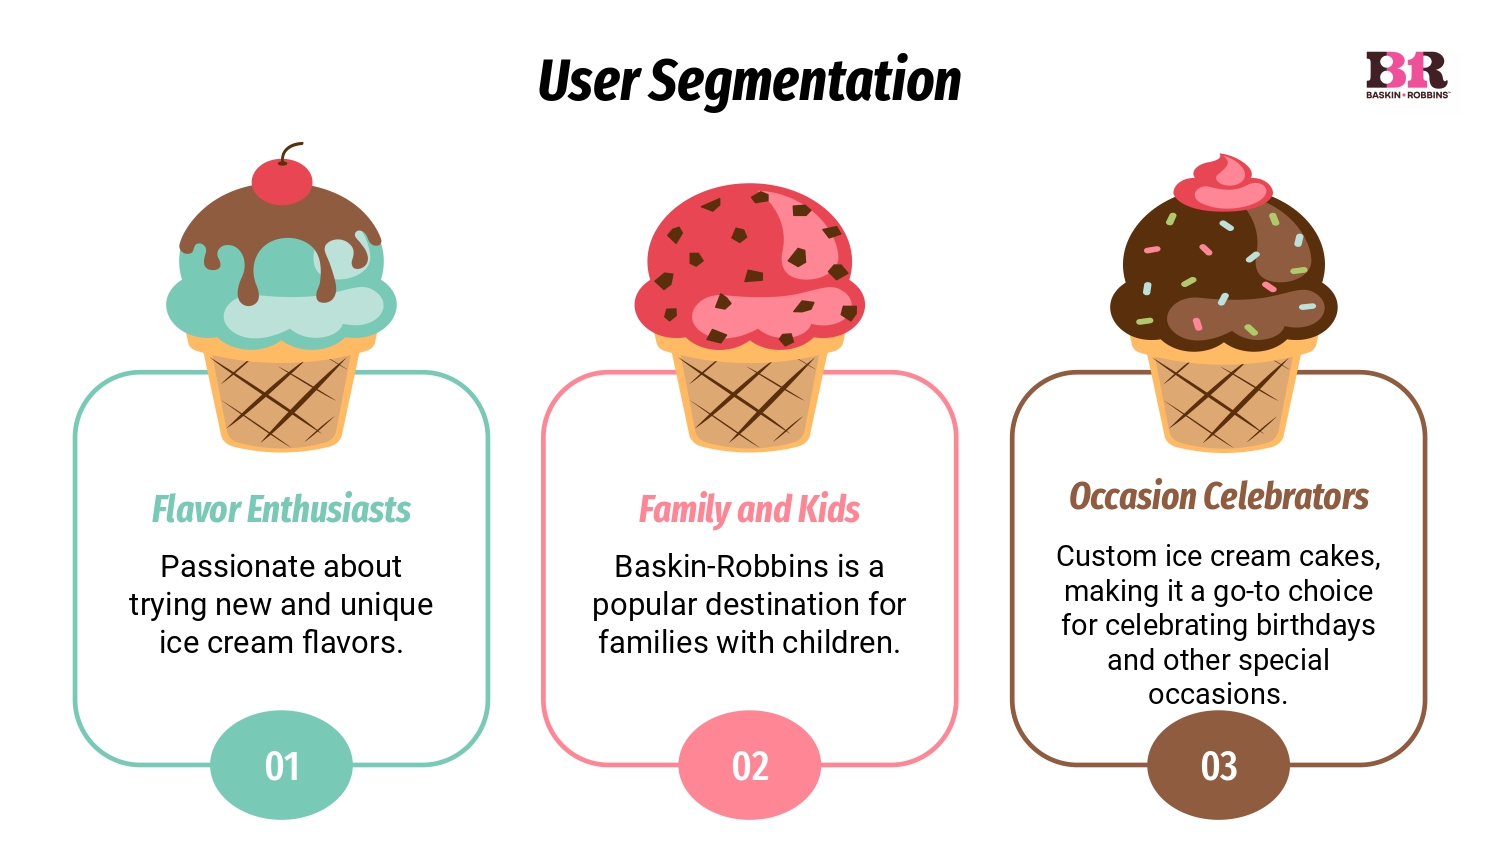 User Segmentation
BR
BASKIN•ROBBINS
Flavor Enthusiasts
Passionate about
trying new and unique
ice cream flavors.
01
Family and Kids
Baskin-Robbins is a
popular destination for
families with children.
02
Occasion Celebrators
Custom ice cream cakes,
making it a go-to choice
for celebrating birthdays
and other special
occasions.
03